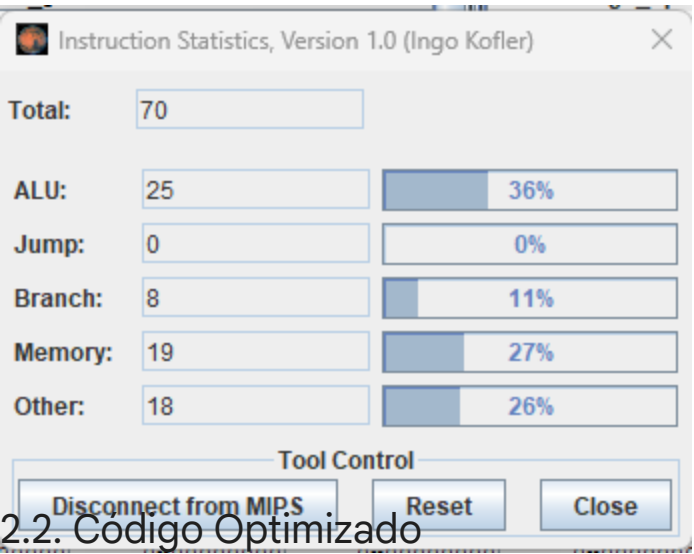 Instruction Statistics, Version 1.0 (Ingo Kofler)
Total: 70
ALU: 25 36%
Jump: 0 0%
Branch: 8 11%
Memory: 19 27%
Other: 18 26%
Tool Control
Disconnect from MIPS Reset Close
2.2. Código Optimizado